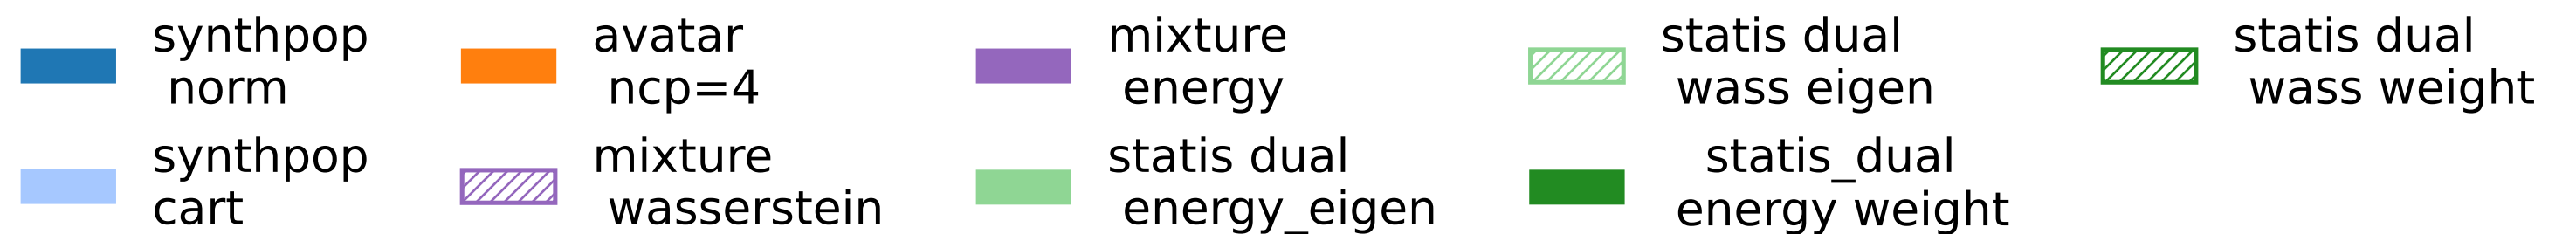 synthpop
norm
synthpop
cart
avatar
ncp=4
mixture
wasserstein
mixture
energy
statis dual
energy_eigen
statis dual
wass eigen
statis_dual
energy weight
statis dual
wass weight